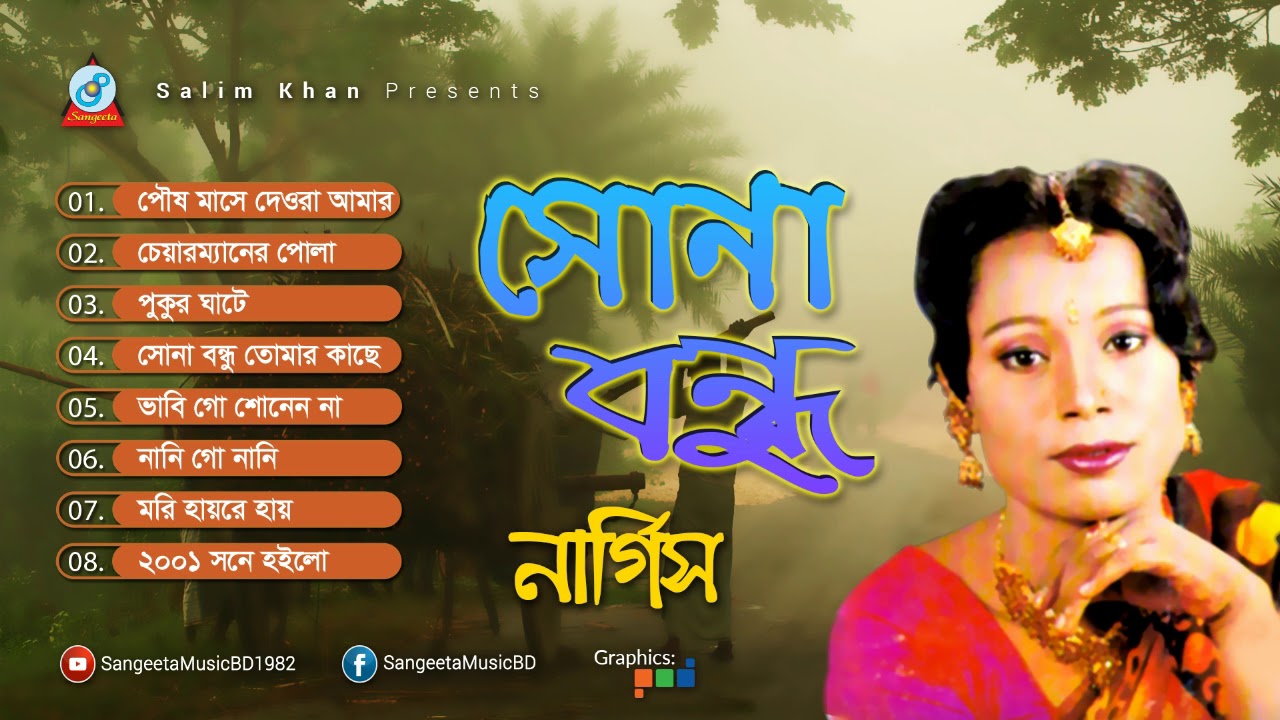 Sangeeta
Salim Khan Presents
01. পৌষ মাসে দেওরা আমার
02. চেয়ারম্যানের পোলা
03. পুকুর ঘাটে
04. সোনা বন্ধু তোমার কাছে
05. ভাবি গো শোনেন না
06. নানি গো নানি
07. মরি হায়রে হায়
08. ২০০১ সনে হইলো
সোনা
বন্ধু
নার্গিস
SangeetaMusicBD1982
SangeetaMusicBD
Graphics: